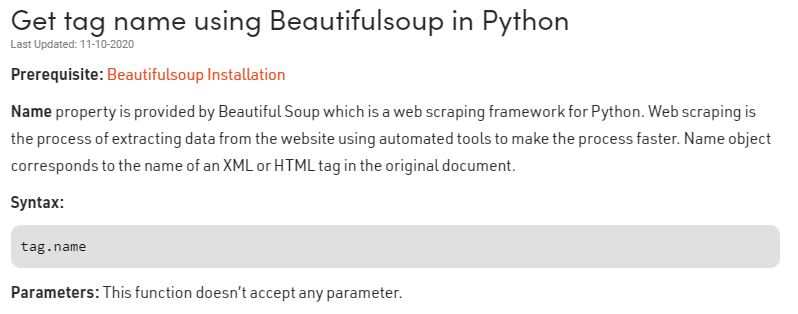 Get tag name using Beautifulsoup in Python
Last Updated: 11-10-2020
Prerequisite: Beautifulsoup Installation
Name property is provided by Beautiful Soup which is a web scraping framework for Python. Web scraping is
the process of extracting data from the website using automated tools to make the process faster. Name object
corresponds to the name of an XML or HTML tag in the original document.
Syntax:
tag.name
Parameters: This function doesn’t accept any parameter.